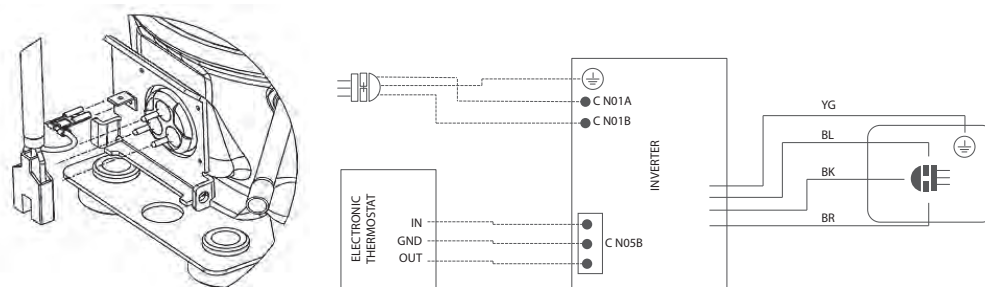 C N01A
C N01B
INVERTER
YG
BL
BK
BR
ELECTRONIC
THERMOSTAT
IN
GND
OUT
C N05B